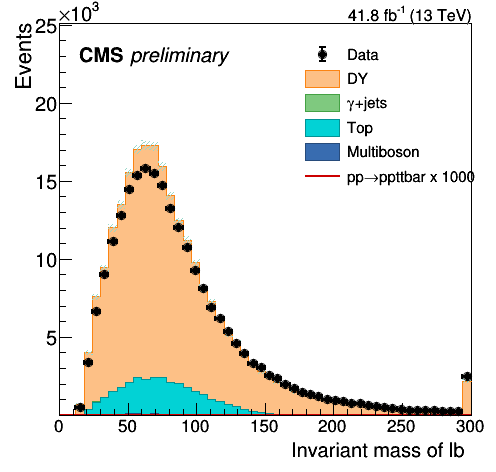 ×10³
41.8 fb⁻¹ (13 TeV)
Events
25
20
15
10
5
CMS preliminary
Data
DY
γ+jets
Top
Multiboson
pp→ppttbar x 1000
0 50 100 150 200 250 300
Invariant mass of lb